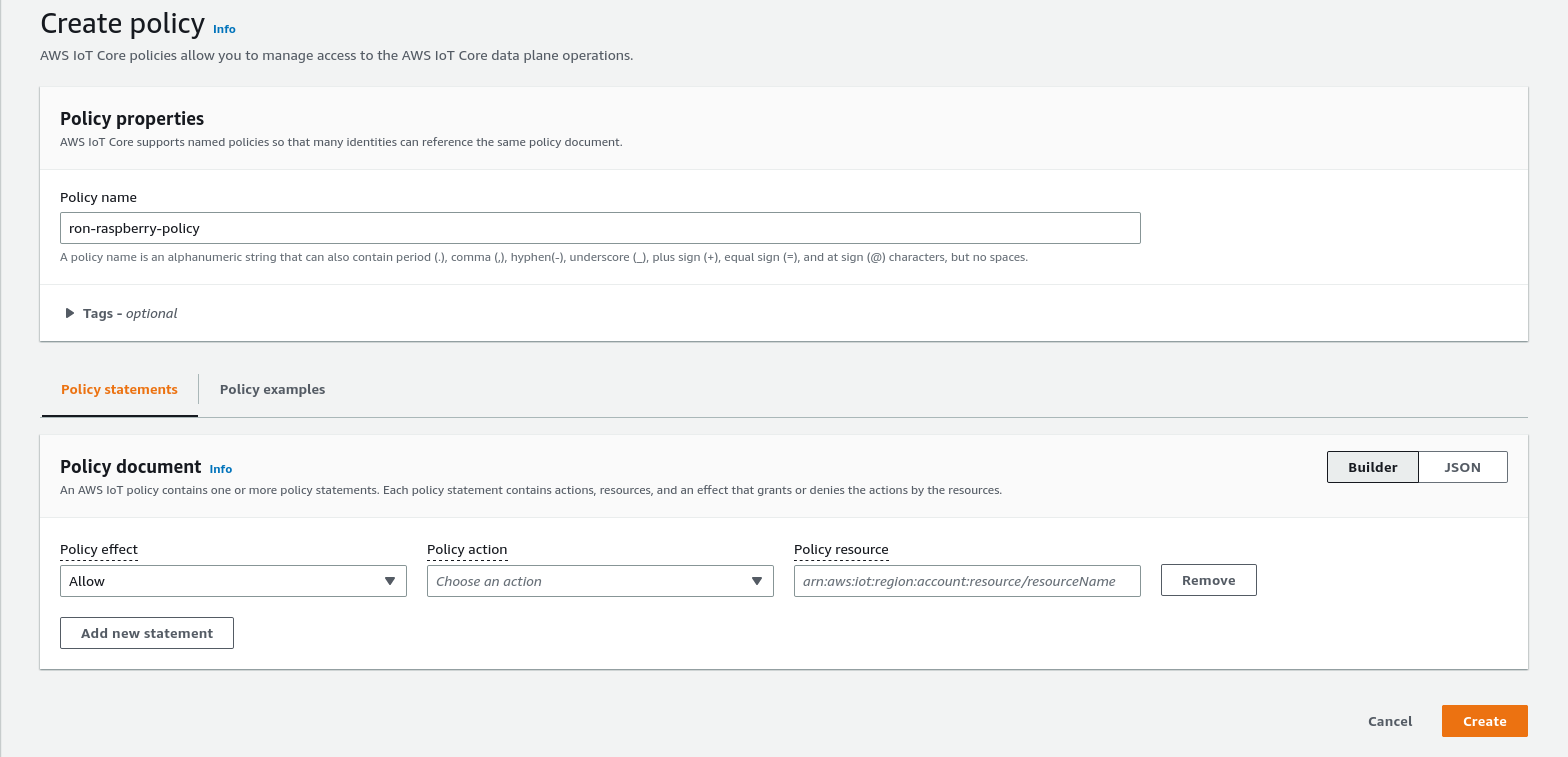 Create policy Info
AWS IoT Core policies allow you to manage access to the AWS IoT Core data plane operations.
Policy properties
AWS IoT Core supports named policies so that many identities can reference the same policy document.
Policy name
ron-raspberry-policy
A policy name is an alphanumeric string that can also contain period (.), comma (,), hyphen(-), underscore (_), plus sign (+), equal sign (=), and at sign (@) characters, but no spaces.
Tags - optional
Policy statements Policy examples
Policy document Info
Builder JSON
An AWS IoT policy contains one or more policy statements. Each policy statement contains actions, resources, and an effect that grants or denies the actions by the resources.
Policy effect Policy action Policy resource
Allow Choose an action arn:aws:iot:region:account:resource/resourceName Remove
Add new statement
Cancel Create